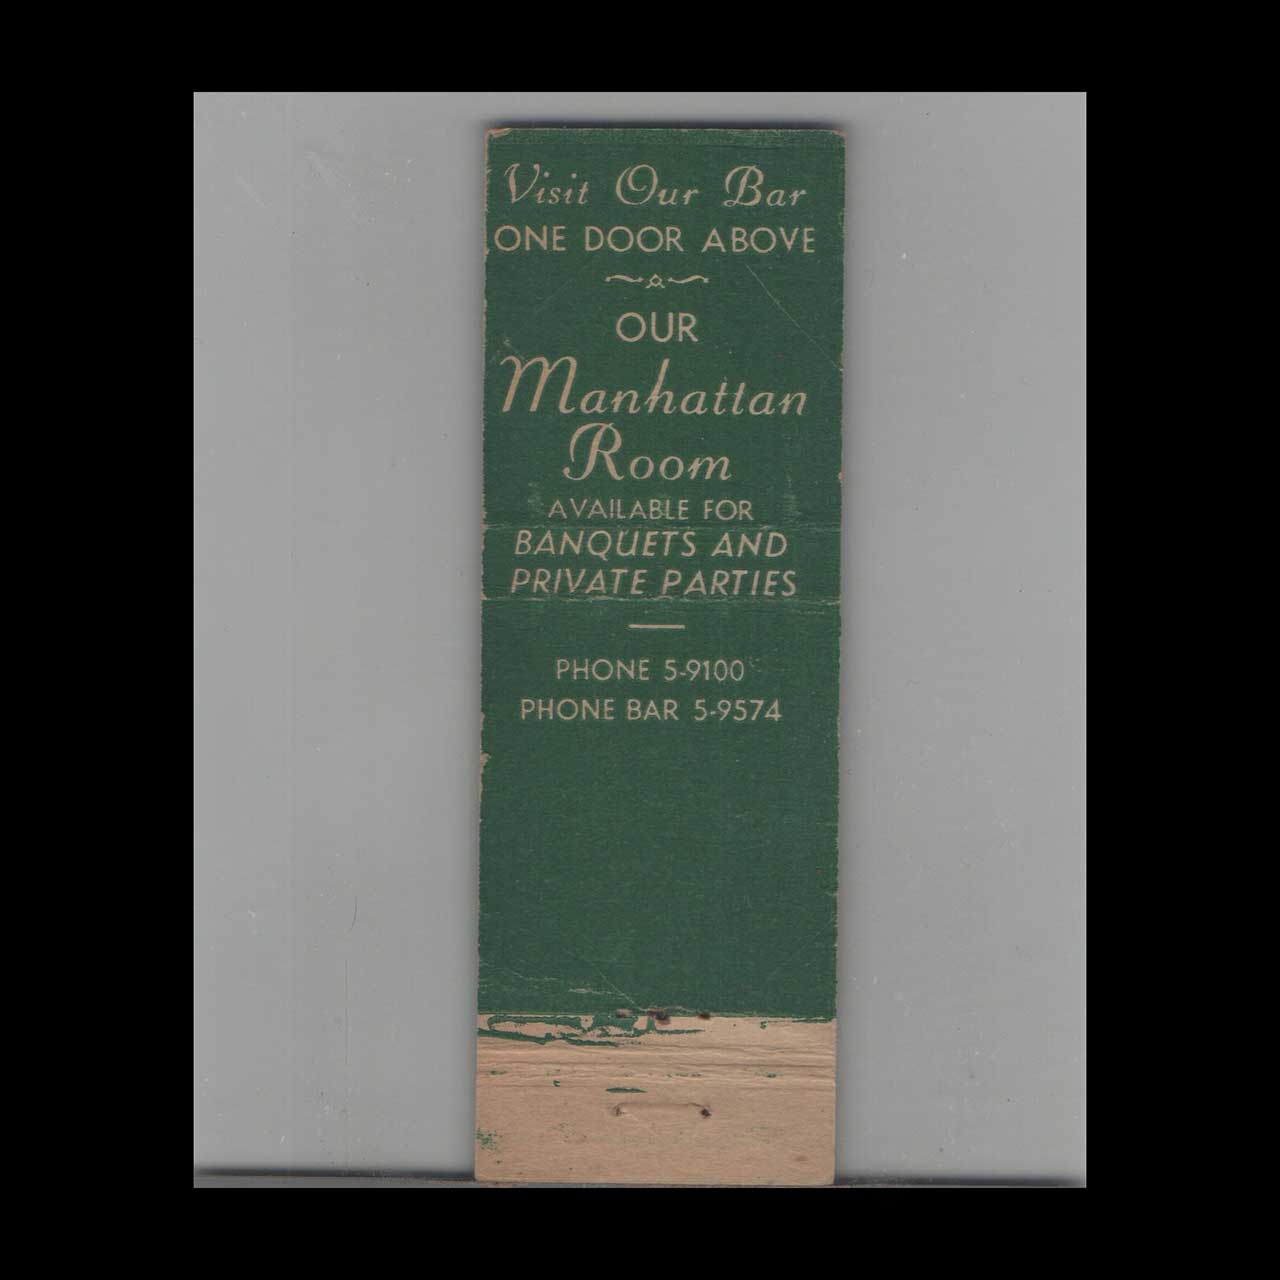 Visit Our Bar
ONE DOOR ABOVE
OUR
Manhattan
Room
AVAILABLE FOR
BANQUETS AND
PRIVATE PARTIES
PHONE 5-9100
PHONE BAR 5-9574